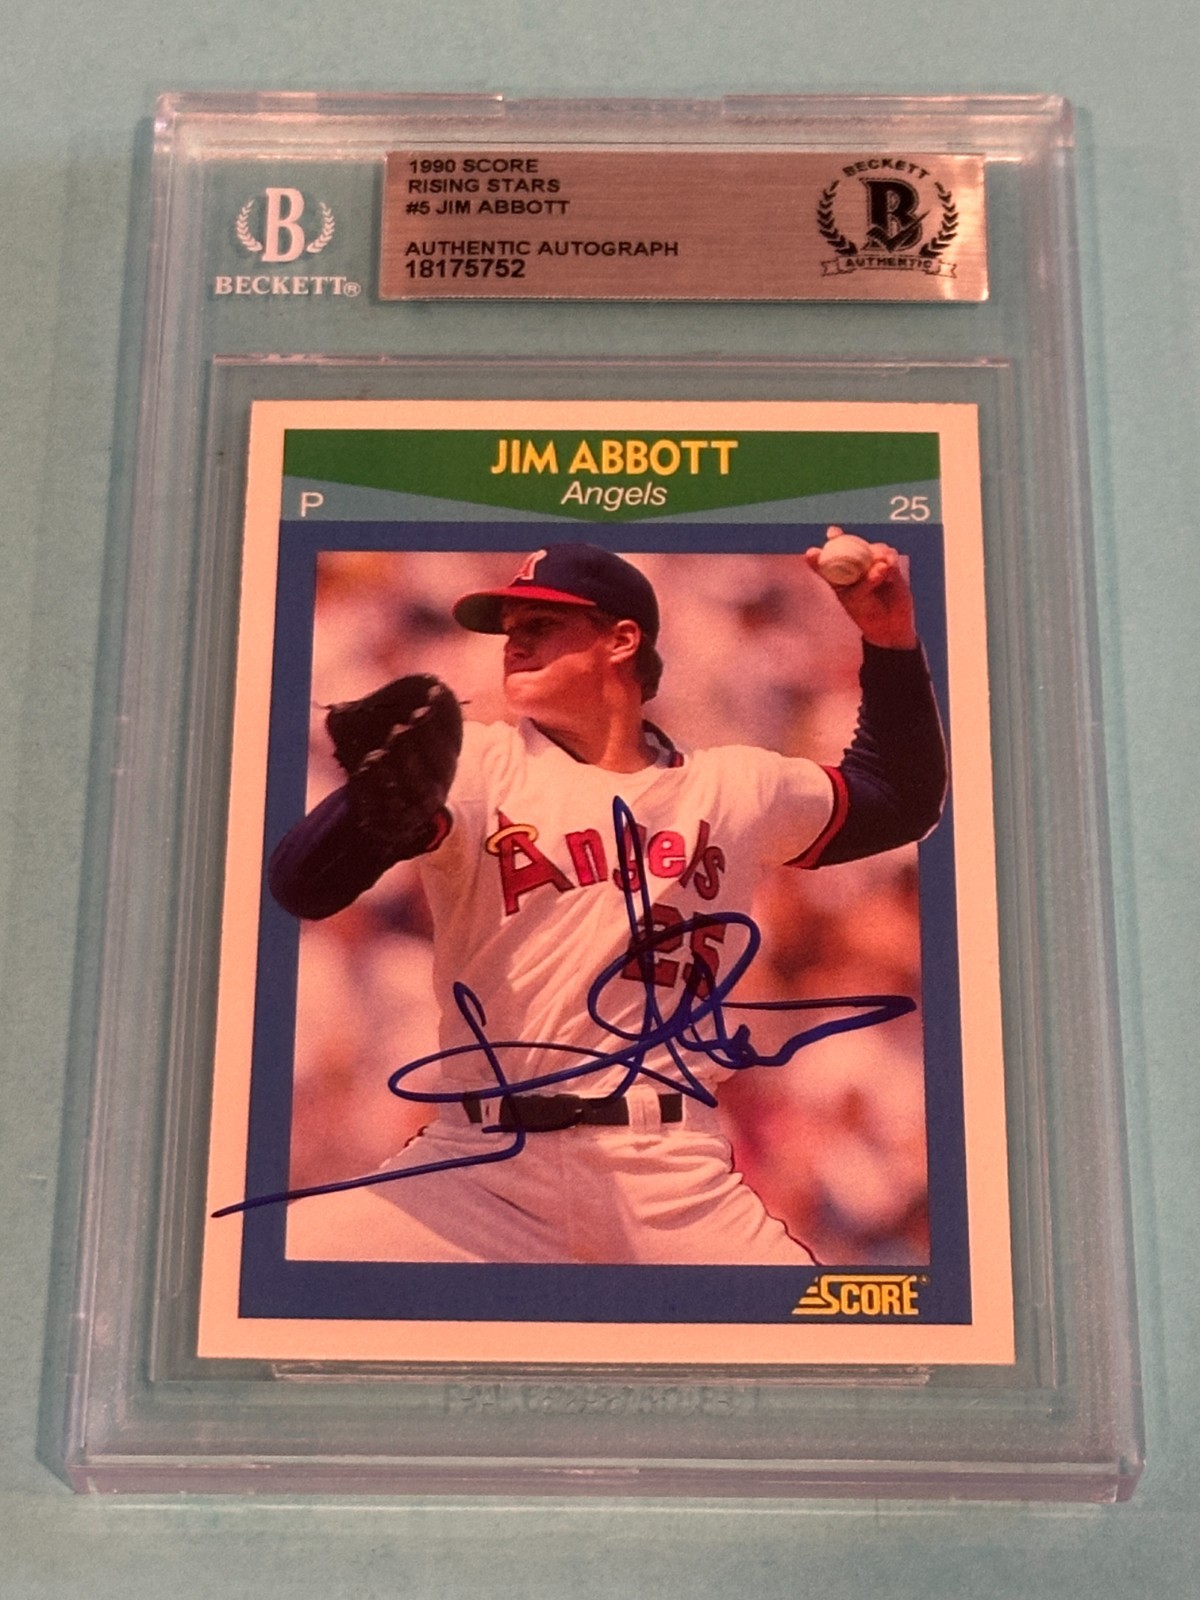 1990 SCORE
RISING STARS
#5 JIM ABBOTT
AUTHENTIC AUTOGRAPH
18175752
BECKETT
B
AUTHENTIC
B
BECKETT®
JIM ABBOTT
Angels
P 25
A
Angels
25
SCORE